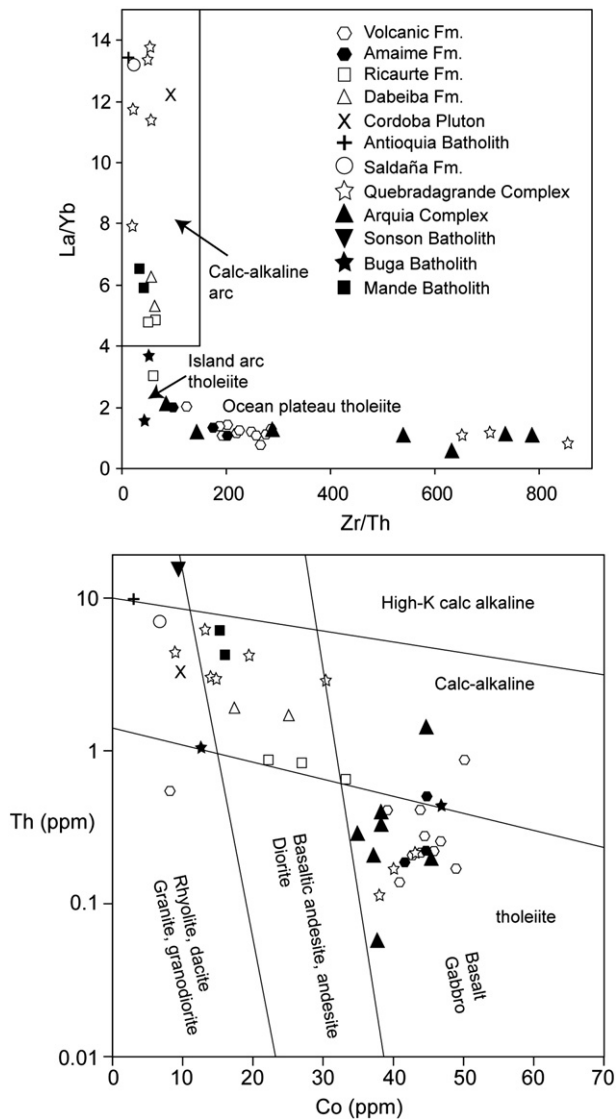 14
12
10
8
6
4
2
0
La/Yb
Volcanic Fm.
Amaime Fm.
Ricaurte Fm.
Dabeiba Fm.
Cordoba Pluton
Antioquia Batholith
Saldaña Fm.
Quebradagrande Complex
Arquia Complex
Sonson Batholith
Buga Batholith
Mande Batholith
Calc-alkaline
arc
Island arc
tholeiite
Ocean plateau tholeiite
0
200
400
600
800
Zr/Th
10
1
0.1
0.01
Th (ppm)
High-K calc alkaline
Calc-alkaline
tholeiite
Rhyolite, dacite
Granite, granodiorite
Basaltic andesite, andesite
Diorite
Basalt
Gabbro
0
10
20
30
40
50
60
70
Co (ppm)